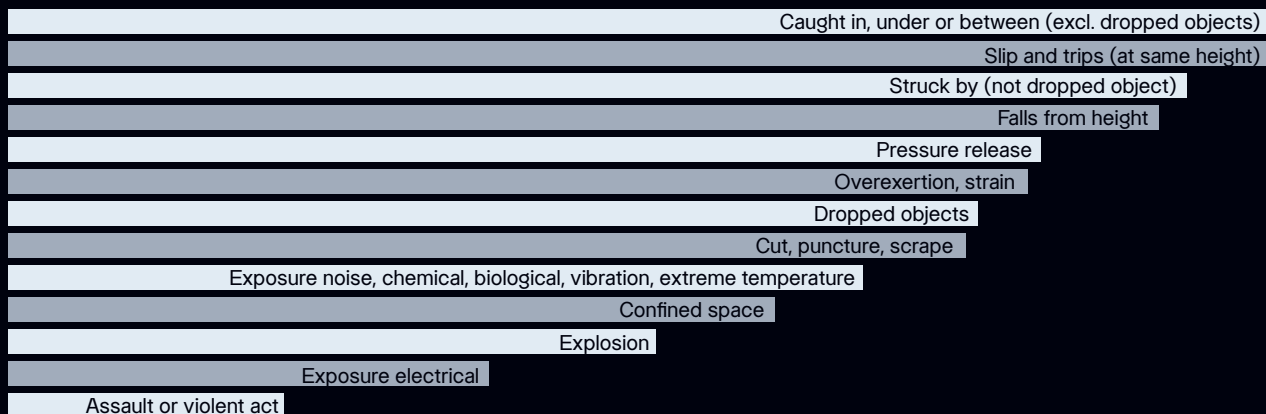 Caught in, under or between (excl. dropped objects)
Slip and trips (at same height)
Struck by (not dropped object)
Falls from height
Pressure release
Overexertion, strain
Dropped objects
Cut, puncture, scrape
Exposure noise, chemical, biological, vibration, extreme temperature
Confined space
Explosion
Exposure electrical
Assault or violent act